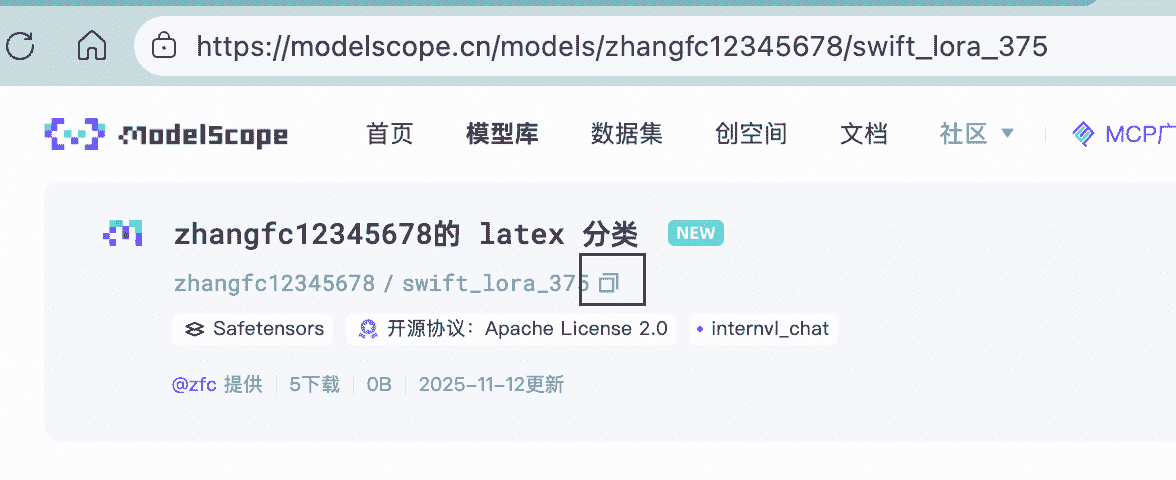 https://modelscope.cn/models/zhangfc12345678/swift_lora_375
ModelScope 首页 模型库 数据集 创空间 文档 社区 MCP广
zhangfc12345678的 latex 分类 NEW
zhangfc12345678 / swift_lora_375
Safetensors 开源协议：Apache License 2.0 internvl_chat
@zfc 提供 5下载 0B 2025-11-12更新